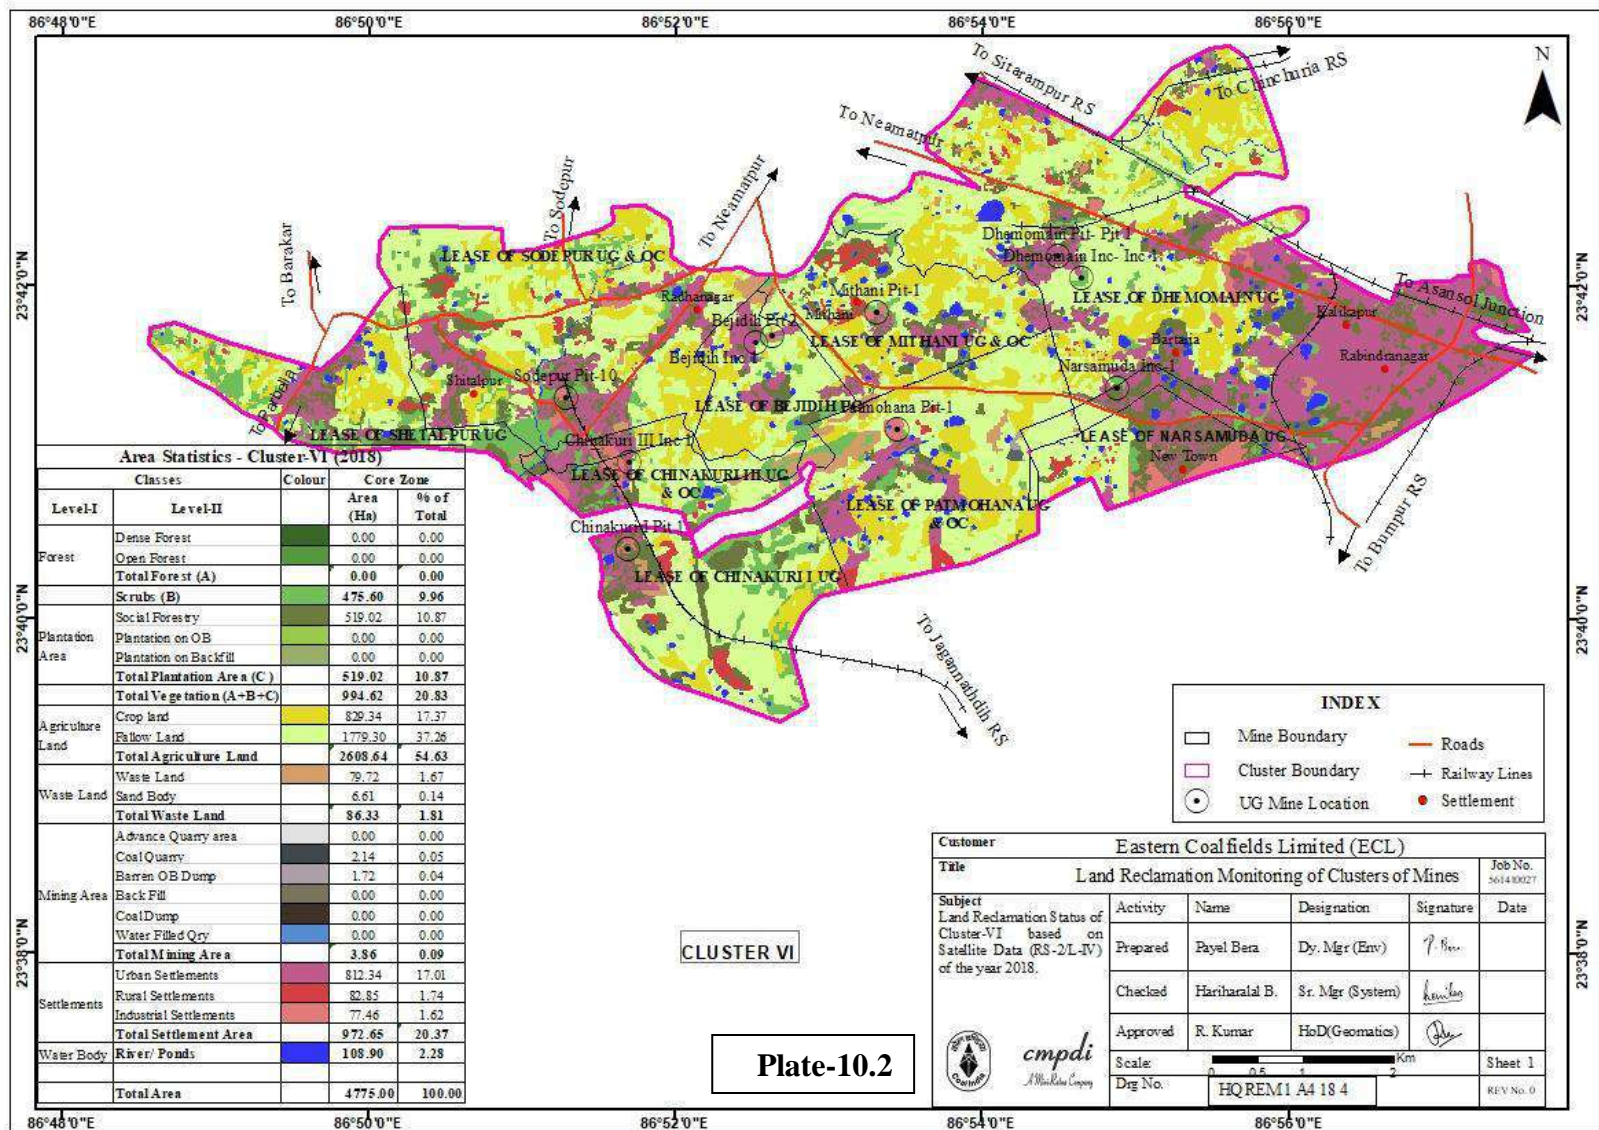 86°48'0"E 86°50'0"E 86°52'0"E 86°54'0"E 86°56'0"E
N
To Sitarampur RS
To Chinchuria RS
To Neamatpur
To Sodepur
To Neamatpur
To Barakar
23°42'0"N
23°42'0"N
LEASE OF SODEPUR UG & OC
Dhemomain Pit- Pit 1
Dhemomain Inc- Inc 1
To Asansol Junction
Radhanagar
Mithani Pit-1
Mithani
LEASE OF DHEMOMAIN UG
Kalikapur
Bejidih Pit 2
LEASE OF MITHANI UG & OC
Bartaria
Rabindranagar
Bejidih Inc 1
Shitalpur
Sodepur Pit-10
Narsamuda Inc-1
To Parbelia
LEASE OF BEJIDIH UG
Patmohana Pit-1
LEASE OF SHETALPUR UG
Chinakuri III Inc 1
LEASE OF NARSAMUDA UG
New Town
LEASE OF CHINAKURI III UG
& OC
LEASE OF PATMOHANA UG
& OC
To Burnpur RS
Chinakuri I Pit 1
LEASE OF CHINAKURI I UG
To Jagannathdih RS
23°40'0"N
23°40'0"N
Area Statistics - Cluster-VI (2018)
Classes Colour Core Zone
Level-I Level-II Area (Ha) % of Total
Forest
Dense Forest 0.00 0.00
Open Forest 0.00 0.00
Total Forest (A) 0.00 0.00
Scrubs (B) 475.60 9.96
Plantation Area
Social Forestry 519.02 10.87
Plantation on OB 0.00 0.00
Plantation on Backfill 0.00 0.00
Total Plantation Area (C ) 519.02 10.87
Total Vegetation (A+B+C) 994.62 20.83
Agriculture Land
Crop land 829.34 17.37
Fallow Land 1779.30 37.26
Total Agriculture Land 2608.64 54.63
Waste Land
Waste Land 79.72 1.67
Sand Body 6.61 0.14
Total Waste Land 86.33 1.81
Mining Area
Advance Quarry area 0.00 0.00
Coal Quarry 2.14 0.05
Barren OB Dump 1.72 0.04
Back Fill 0.00 0.00
Coal Dump 0.00 0.00
Water Filled Qry 0.00 0.00
Total Mining Area 3.86 0.09
Settlements
Urban Settlements 812.34 17.01
Rural Settlements 82.85 1.74
Industrial Settlements 77.46 1.62
Total Settlement Area 972.65 20.37
Water Body River/ Ponds 108.90 2.28
Total Area 4775.00 100.00
INDEX
Mine Boundary
Cluster Boundary
UG Mine Location
Roads
Railway Lines
Settlement
Customer Eastern Coalfields Limited (ECL)
Title Land Reclamation Monitoring of Clusters of Mines
Job No.
561410027
Subject
Land Reclamation Status of
Cluster-VI based on
Satellite Data (RS-2/L-IV)
of the year 2018.
Activity Name Designation Signature Date
Prepared Payel Bera Dy. Mgr (Env)
Checked Hariharalal B. Sr. Mgr (System)
Approved R. Kumar HoD(Geomatics)
Scale: 0 0.5 1 2 Km
Sheet 1
Drg No. HQREM1 A4 18 4
REV No. 0
Coal India
cmpdi
A Mini Ratna Company
CLUSTER VI
Plate-10.2
23°38'0"N
23°38'0"N
86°48'0"E 86°50'0"E 86°52'0"E 86°54'0"E 86°56'0"E